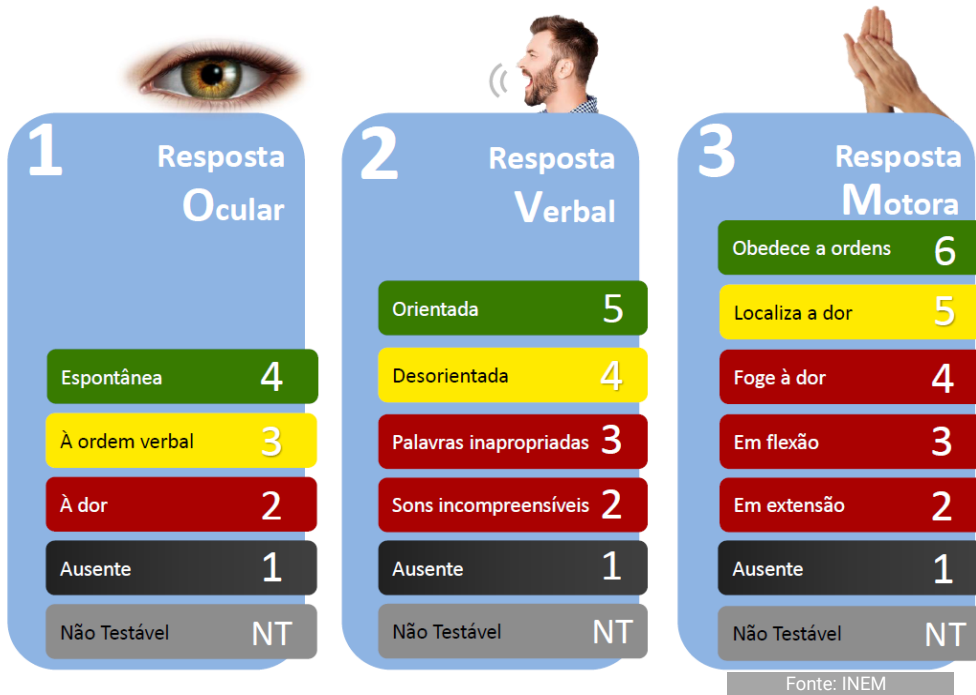 1
Resposta
Ocular
Espontânea 4
À ordem verbal 3
À dor 2
Ausente 1
Não Testável NT
2
Resposta
Verbal
Orientada 5
Desorientada 4
Palavras inapropriadas 3
Sons incompreensíveis 2
Ausente 1
Não Testável NT
3
Resposta
Motora
Obedece a ordens 6
Localiza a dor 5
Foge à dor 4
Em flexão 3
Em extensão 2
Ausente 1
Não Testável NT
Fonte: INEM